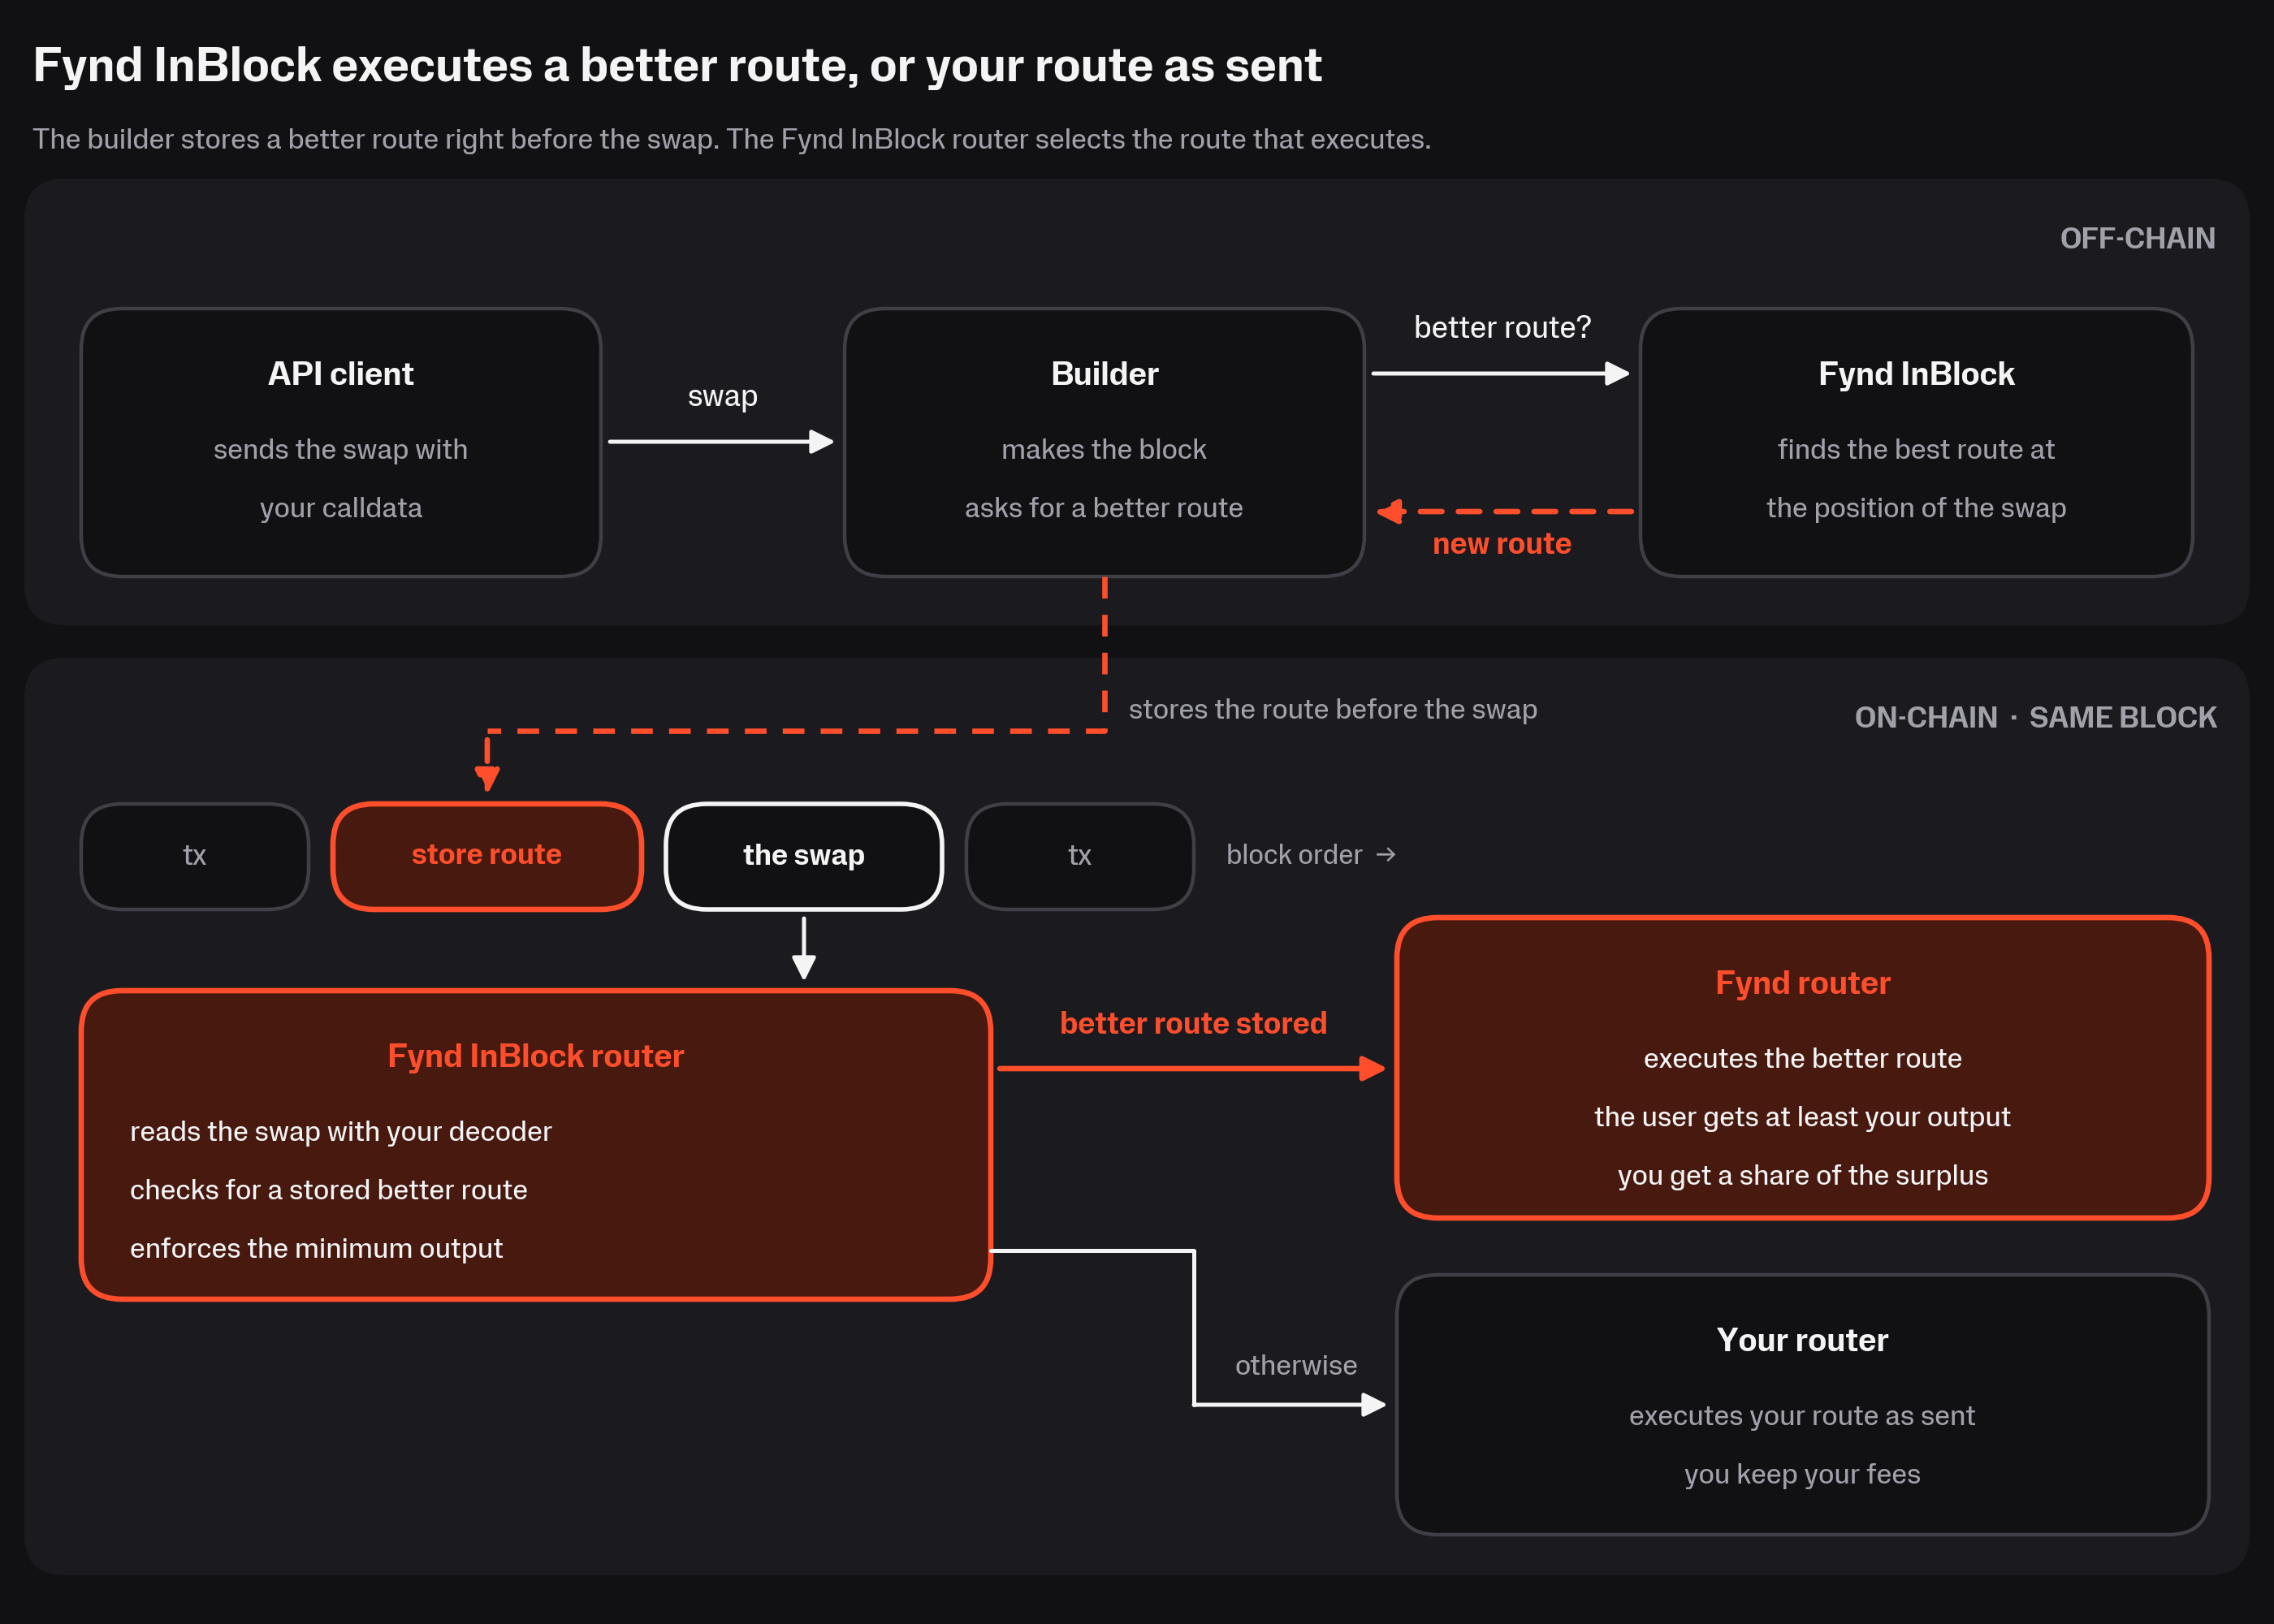 Fynd InBlock executes a better route, or your route as sent
The builder stores a better route right before the swap. The Fynd InBlock router selects the route that executes.
OFF-CHAIN
API client
sends the swap with
your calldata
swap
Builder
makes the block
asks for a better route
better route?
new route
Fynd InBlock
finds the best route at
the position of the swap
stores the route before the swap
ON-CHAIN · SAME BLOCK
tx
store route
the swap
tx
block order →
Fynd InBlock router
reads the swap with your decoder
checks for a stored better route
enforces the minimum output
better route stored
Fynd router
executes the better route
the user gets at least your output
you get a share of the surplus
otherwise
Your router
executes your route as sent
you keep your fees